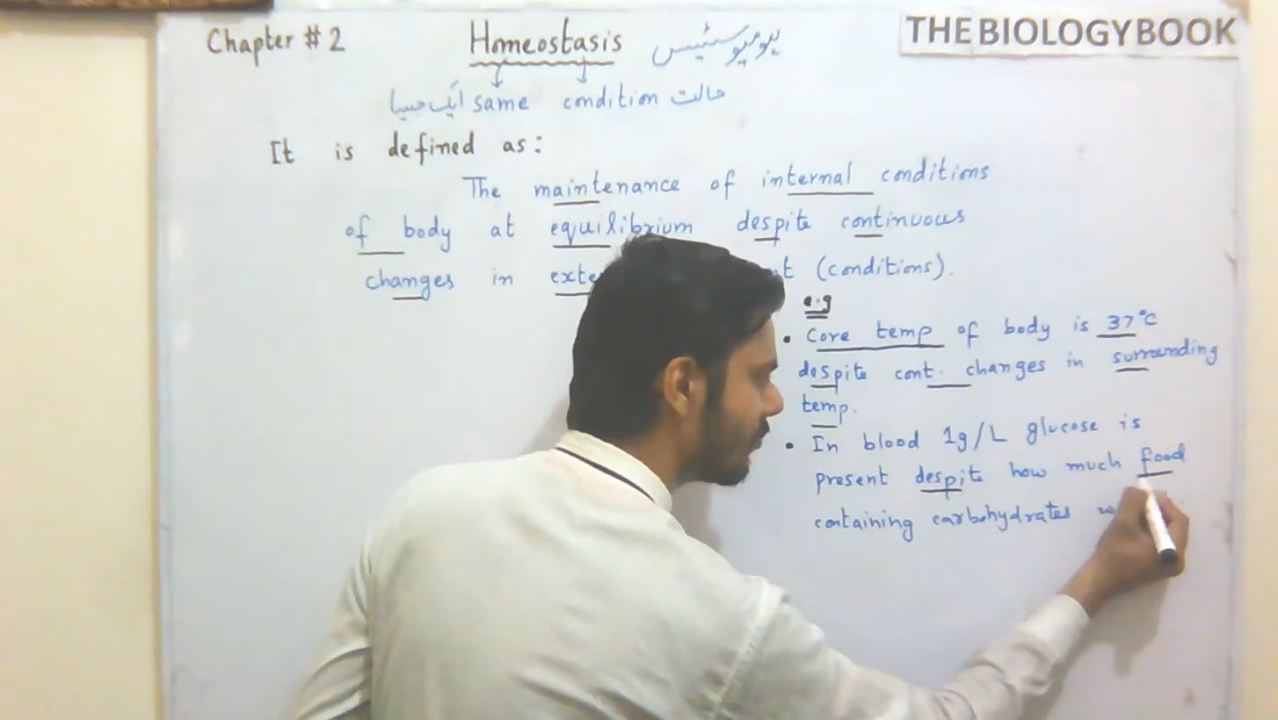 Chapter # 2
Homeostasis ہومیوسٹیسس
THE BIOLOGY BOOK
ایک جیسا same condition حالت
It is defined as:
The maintenance of internal conditions
of body at equilibrium despite continuous
changes in exte (conditions).
e.g
• Core temp of body is 37°C
despite cont. changes in surrounding
temp.
• In blood 1g/L glucose is
present despite how much food
containing carbohydrates